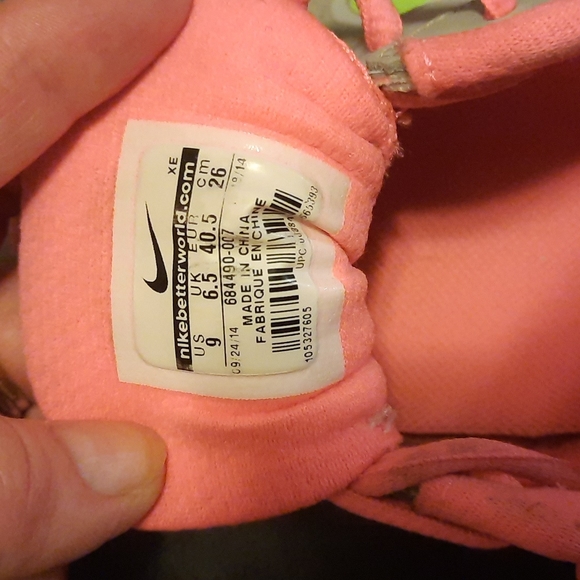 XE
nikebetterworld.com
US UK EUR cm
9 6.5 40.5 26
09/24/14
684490-007
MADE IN CHINA
FABRIQUE EN CHINE
UPC
105327605